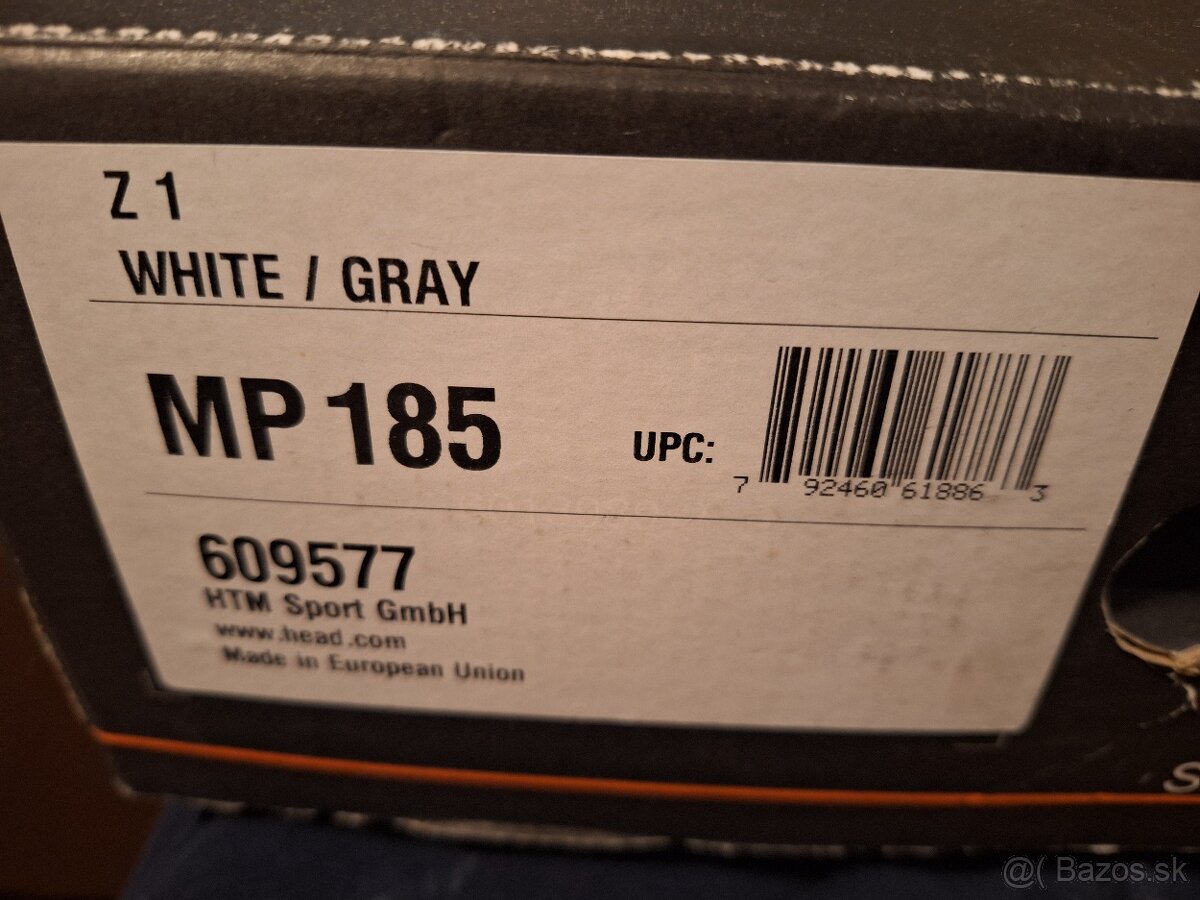 Z 1
WHITE / GRAY
MP 185
UPC:
7 92460 61886 3
609577
HTM Sport GmbH
www.head.com
Made in European Union
@( Bazos.sk